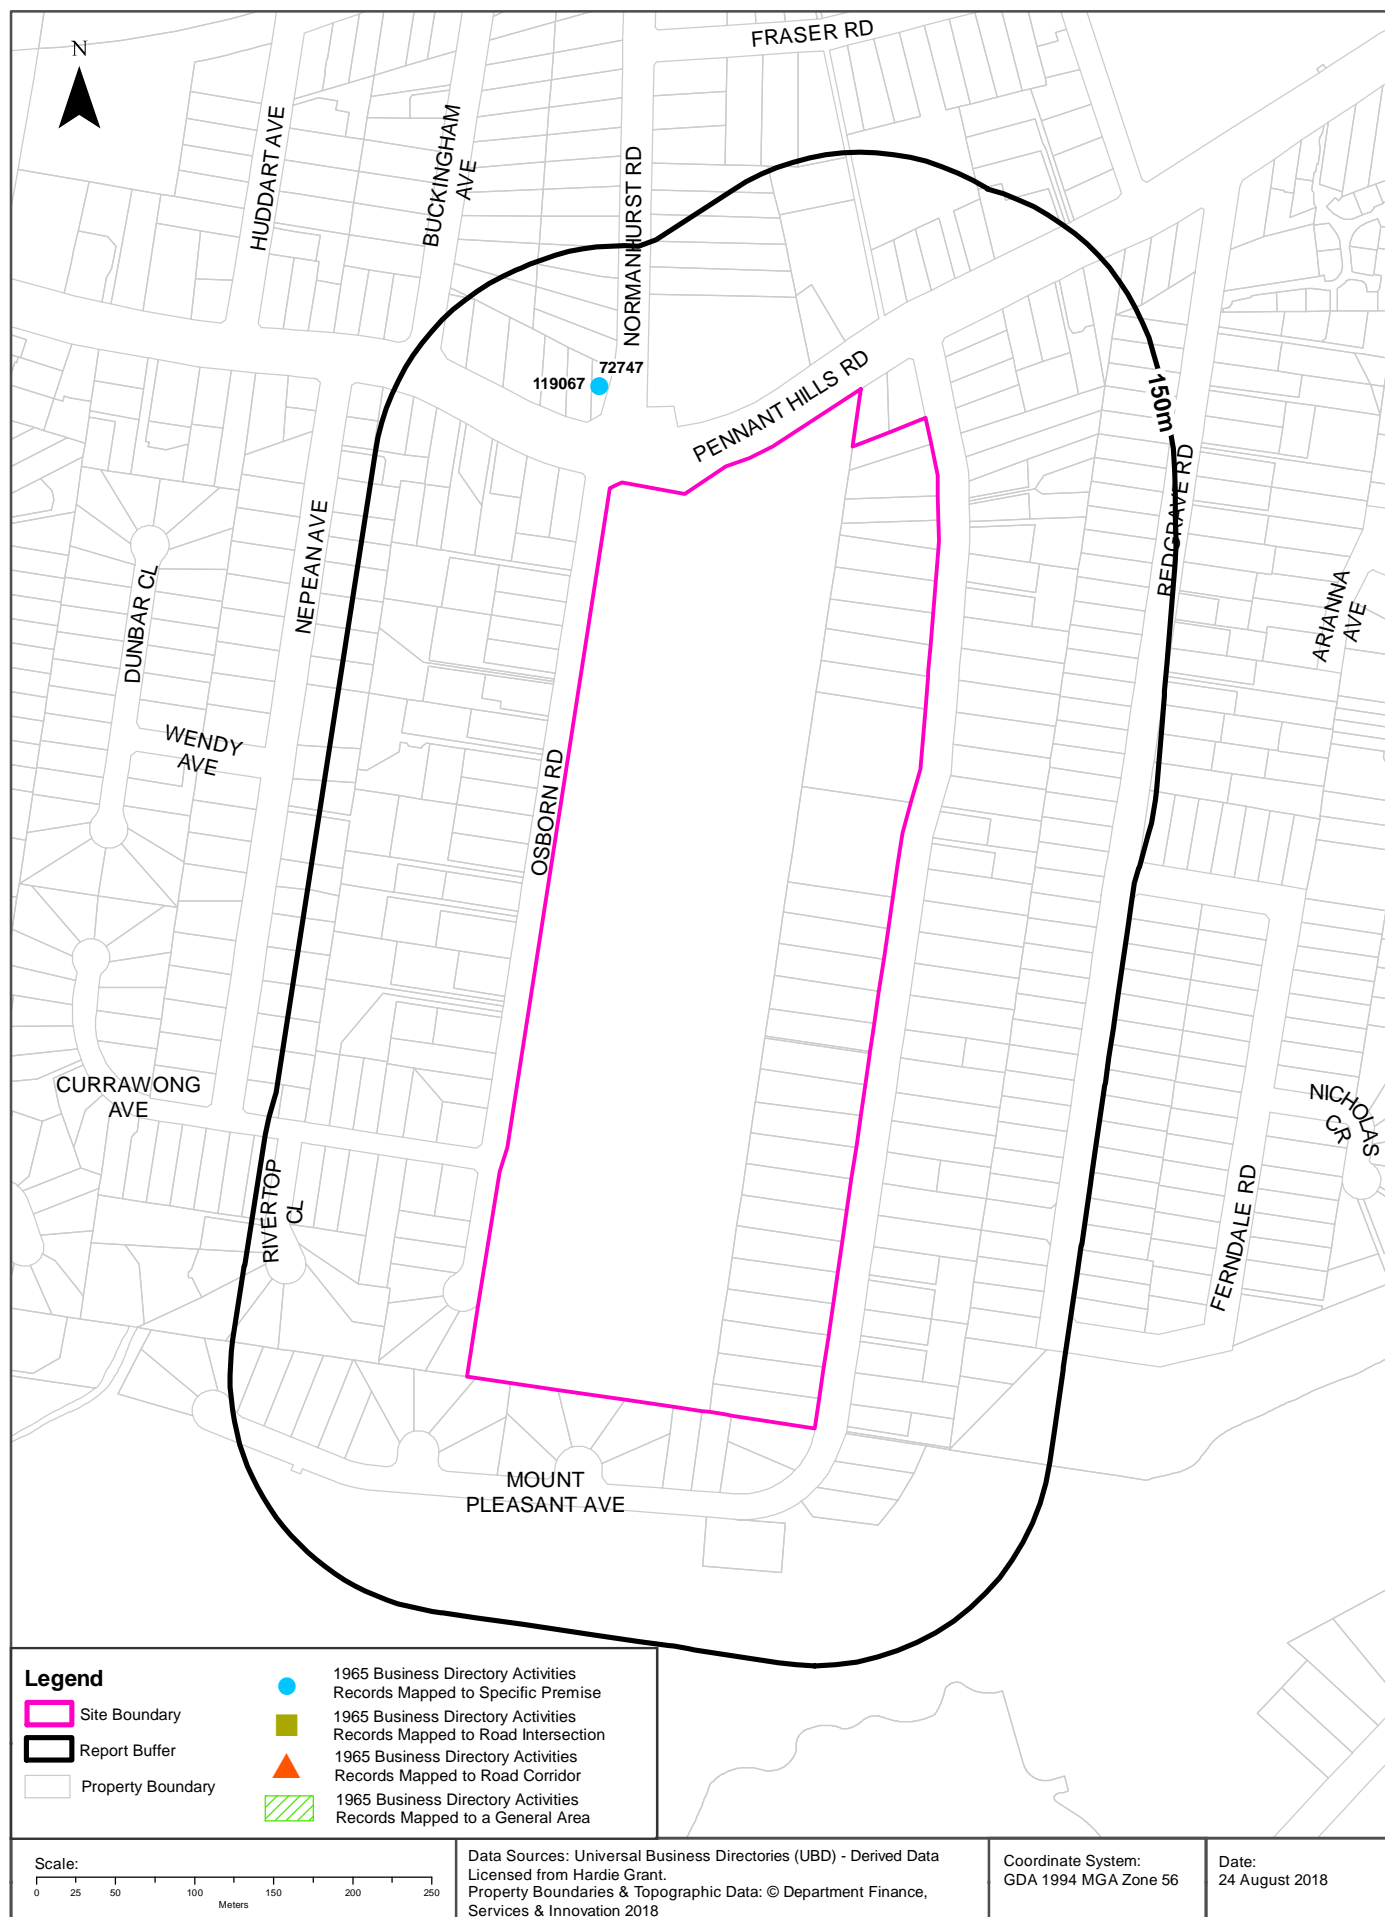 N
FRASER RD
HUDDART AVE
BUCKINGHAM
AVE
NORMANHURST RD
72747
119067
PENNANT HILLS RD
150m
REDGRAVE RD
NEPEAN AVE
DUNBAR CL
ARIANNA
AVE
WENDY
AVE
OSBORN RD
CURRAWONG
AVE
NICHOLAS
CR
RIVERTOP
CL
FERNDALE RD
MOUNT
PLEASANT AVE
Legend
Site Boundary
Report Buffer
Property Boundary
1965 Business Directory Activities
Records Mapped to Specific Premise
1965 Business Directory Activities
Records Mapped to Road Intersection
1965 Business Directory Activities
Records Mapped to Road Corridor
1965 Business Directory Activities
Records Mapped to a General Area
Scale:
0 25 50 100 150 200 250
Meters
Data Sources: Universal Business Directories (UBD) - Derived Data
Licensed from Hardie Grant.
Property Boundaries & Topographic Data: © Department Finance,
Services & Innovation 2018
Coordinate System:
GDA 1994 MGA Zone 56
Date:
24 August 2018